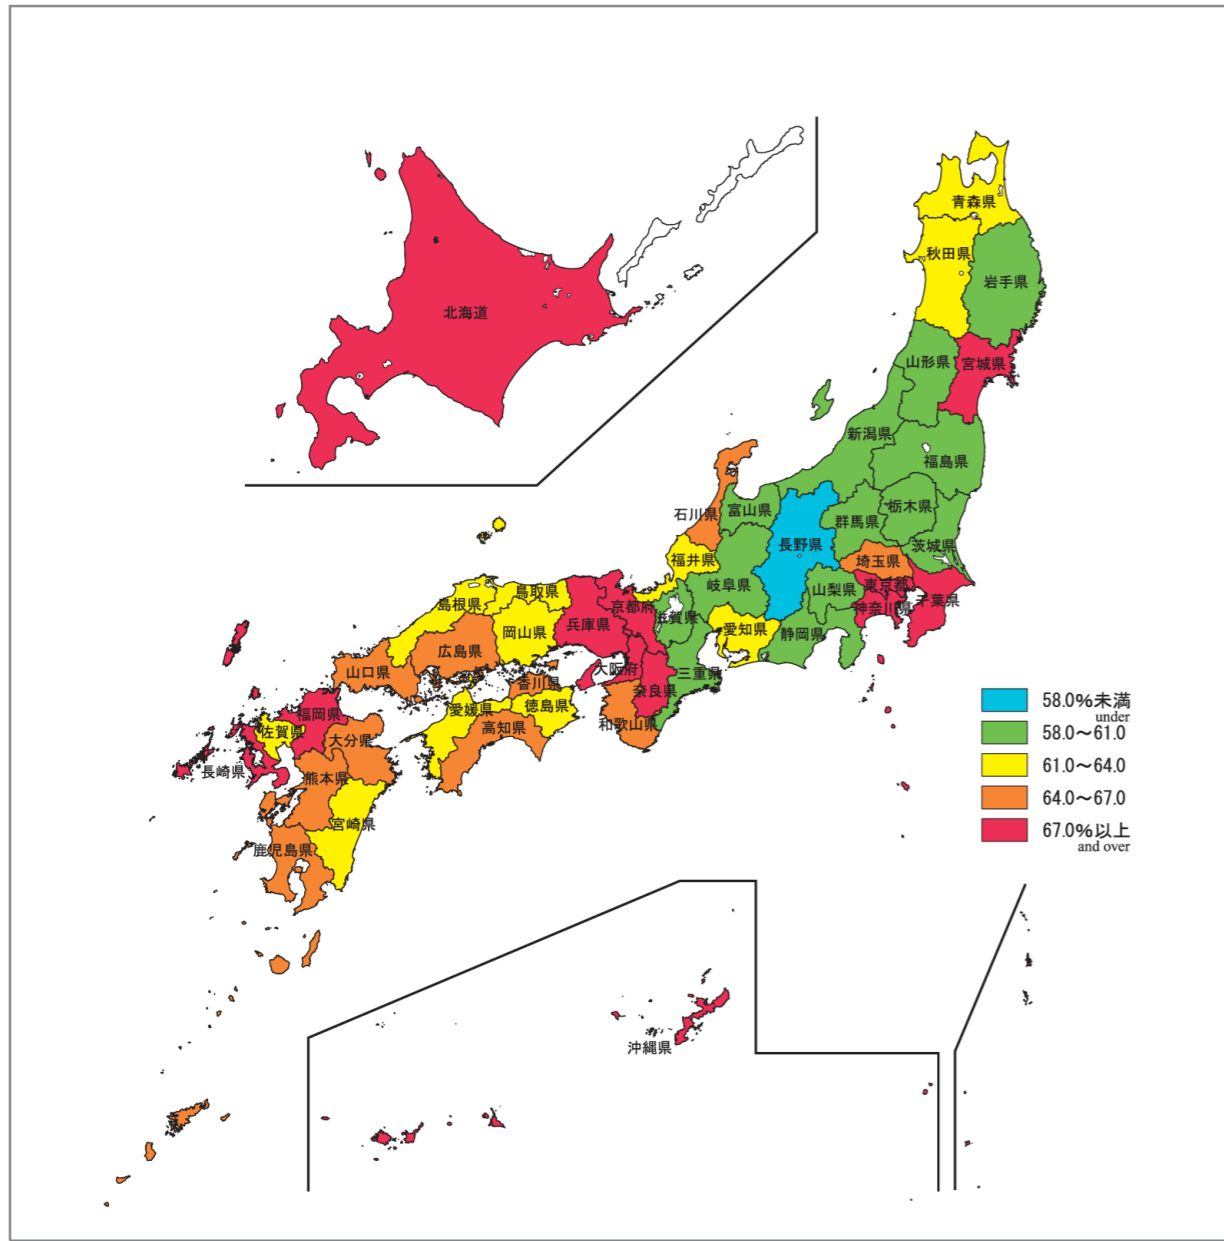 青森県
秋田県
岩手県
北海道
山形県
宮城県
新潟県
福島県
栃木県
石川県
富山県
群馬県
長野県
茨城県
福井県
埼玉県
岐阜県
山梨県
東京都
千葉県
神奈川県
鳥取県
島根県
京都府
滋賀県
兵庫県
岡山県
愛知県
静岡県
広島県
大阪府
山口県
香川県
奈良県
三重県
福岡県
愛媛県
徳島県
和歌山県
佐賀県
大分県
高知県
長崎県
熊本県
宮崎県
鹿児島県
沖縄県
58.0%未満
under
58.0～61.0
61.0～64.0
64.0～67.0
67.0%以上
and over